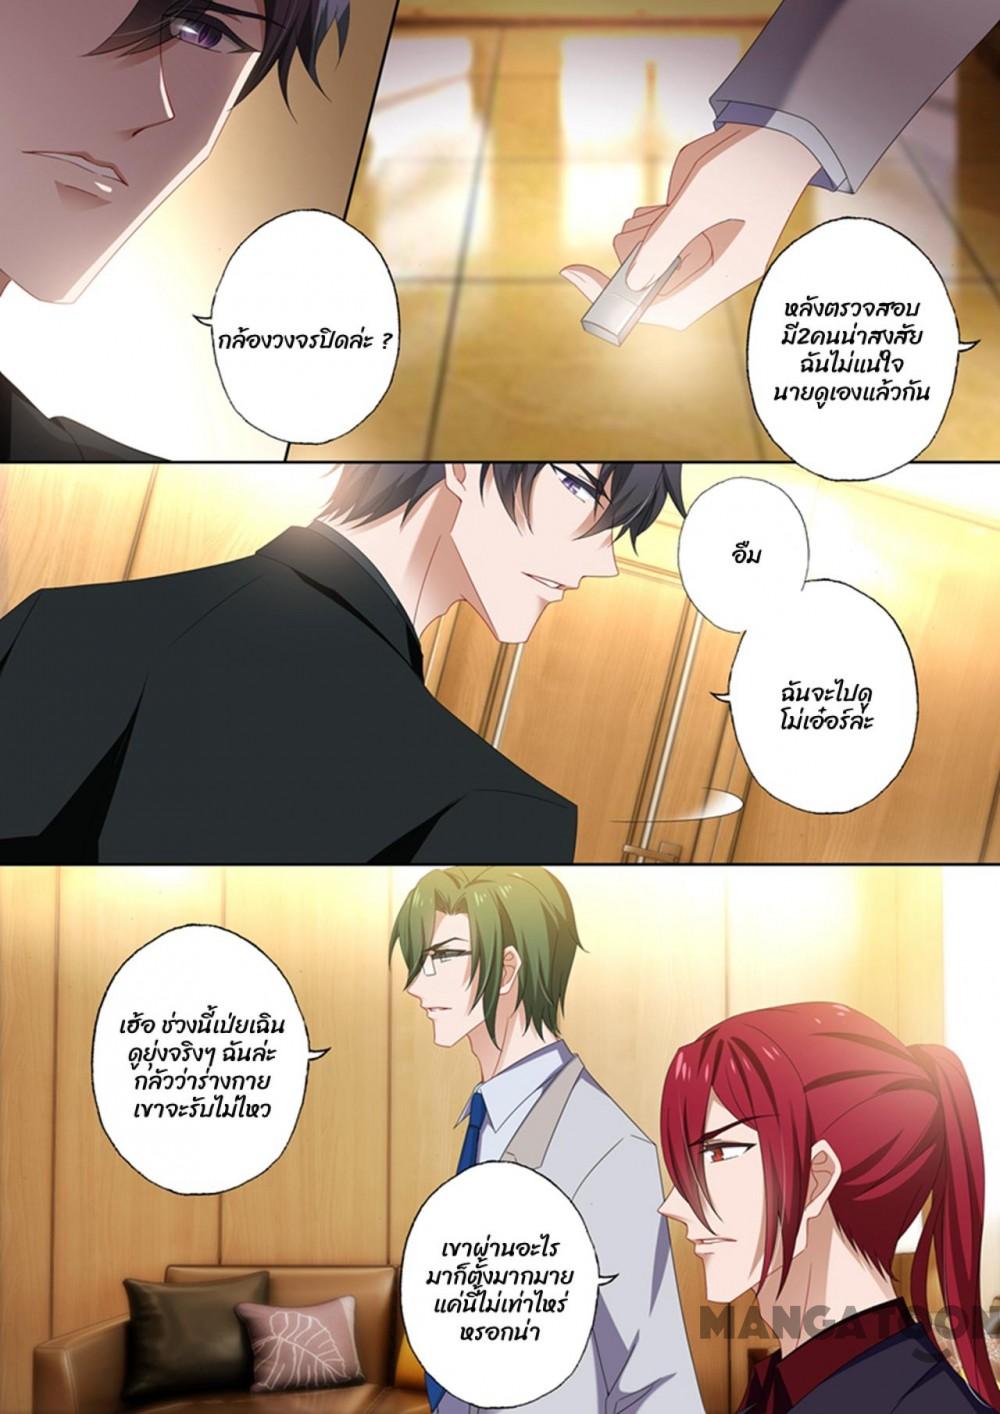 กล้องวงจรปิดล่ะ ?
หลังตรวจสอบ
มี2คนน่าสงสัย
ฉันไม่แน่ใจ
นายดูเองแล้วกัน
อืม
ฉันจะไปดู
โม่เอ๋อร์ละ
เฮ้อ ช่วงนี้เป่ยเฉิน
ดูยุ่งจริงๆ ฉันล่ะ
กลัวว่าร่างกาย
เขาจะรับไม่ไหว
เขาผ่านอะไร
มาก็ตั้งมากมาย
แค่นี้ไม่เท่าไหร่
หรอกน่า
MANGATOON